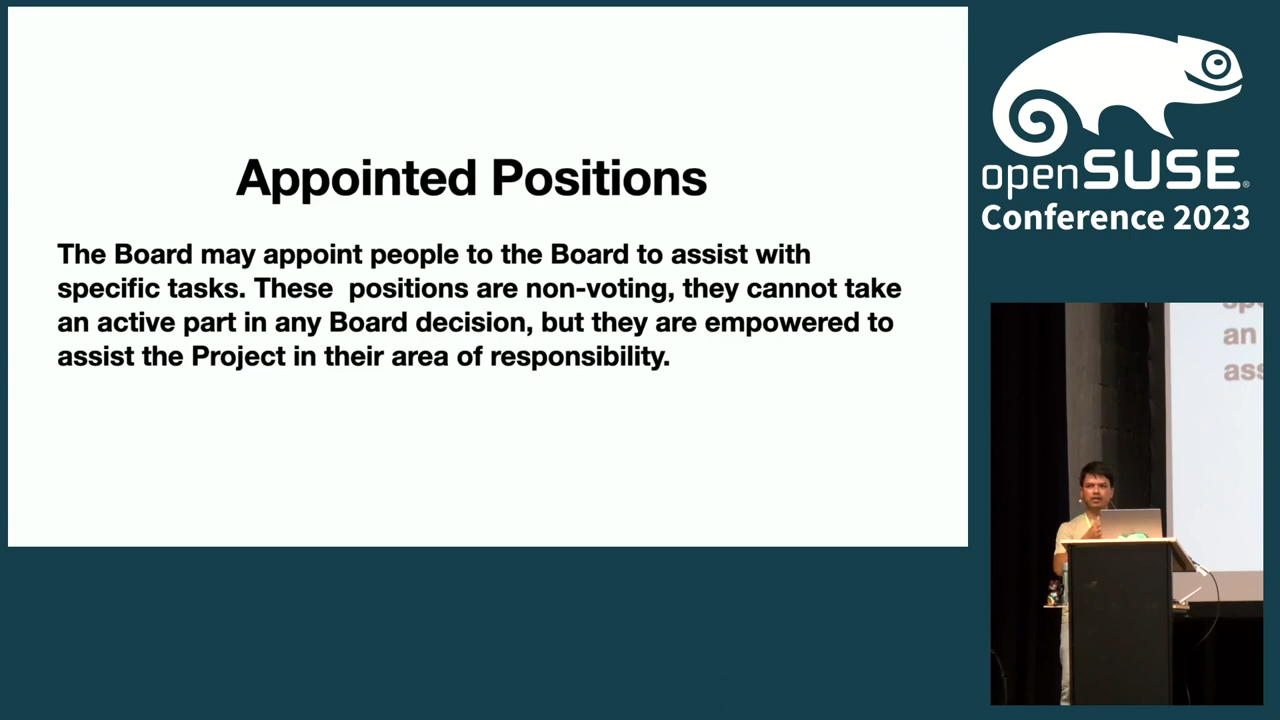 Appointed Positions
The Board may appoint people to the Board to assist with
specific tasks. These  positions are non-voting, they cannot take
an active part in any Board decision, but they are empowered to
assist the Project in their area of responsibility.
openSUSE®
Conference 2023
an
ass